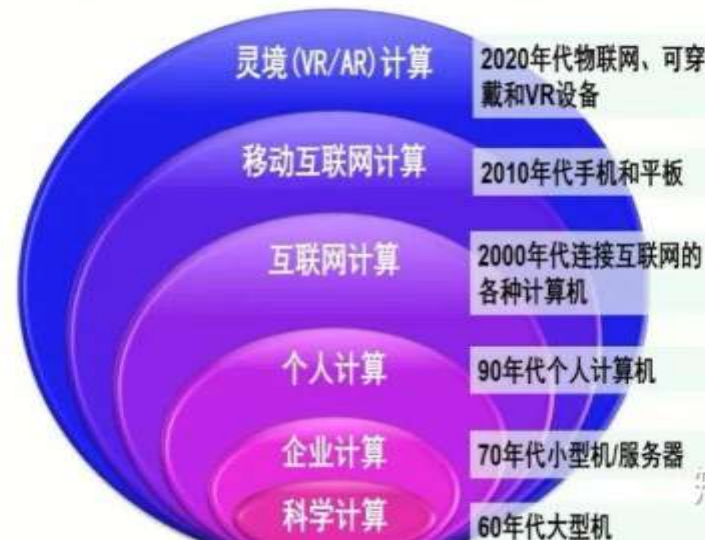 灵境(VR/AR)计算
2020年代物联网、可穿
戴和VR设备
移动互联网计算
2010年代手机和平板
互联网计算
2000年代连接互联网的
各种计算机
个人计算
90年代个人计算机
企业计算
70年代小型机/服务器
科学计算
60年代大型机